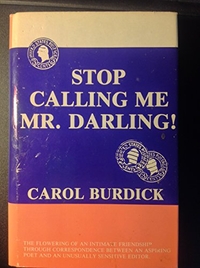 STOP
CALLING ME
MR. DARLING!
CAROL BURDICK
THE FLOWERING OF AN INTIMATE FRIENDSHIP
THROUGH CORRESPONDENCE BETWEEN AN ASPIRING
POET AND AN UNUSUALLY SENSITIVE EDITOR.